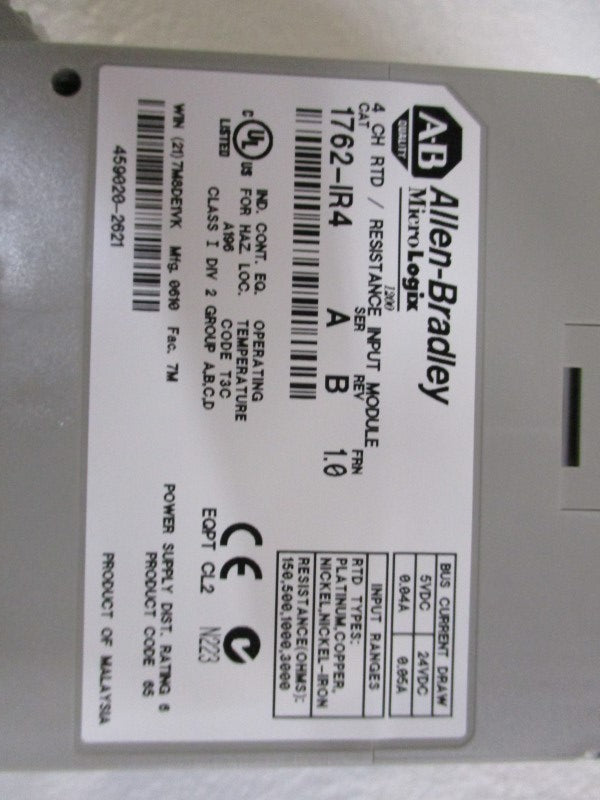 AB Allen-Bradley
QUALITY MicroLogix
1200
4 CH RTD / RESISTANCE INPUT MODULE
CAT SER REV FRN
1762-IR4 A B 1.0
C UL US
LISTED
IND. CONT. EQ.
FOR HAZ. LOC.
A196
OPERATING
TEMPERATURE
CODE T3C
CLASS I DIV 2 GROUP A,B,C,D
WIN (21) 7M8DE1VK Mfg. 0610 Fac. 7M
459020-2621
BUS CURRENT DRAW
5VDC 24VDC
0.04A 0.05A
INPUT RANGES
RTD TYPES:
PLATINUM,COPPER,
NICKEL,NICKEL-IRON
RESISTANCE(OHMS):
150,500,1000,3000
CE
EQPT CL2 N223
POWER SUPPLY DIST. RATING 6
PRODUCT CODE 65
PRODUCT OF MALAYSIA